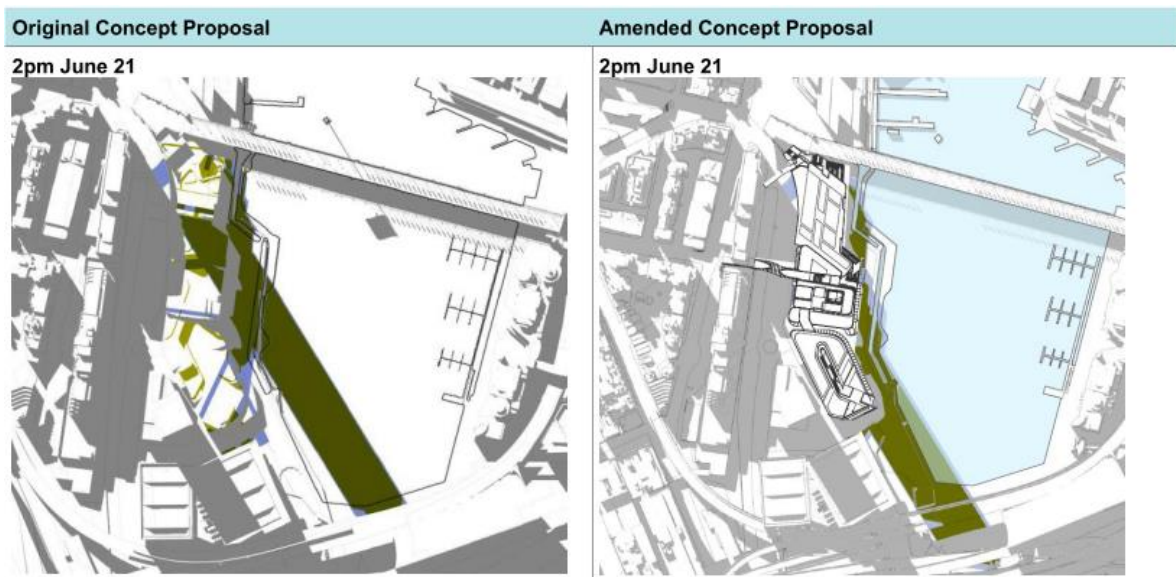 Original Concept Proposal
Amended Concept Proposal
2pm June 21
2pm June 21